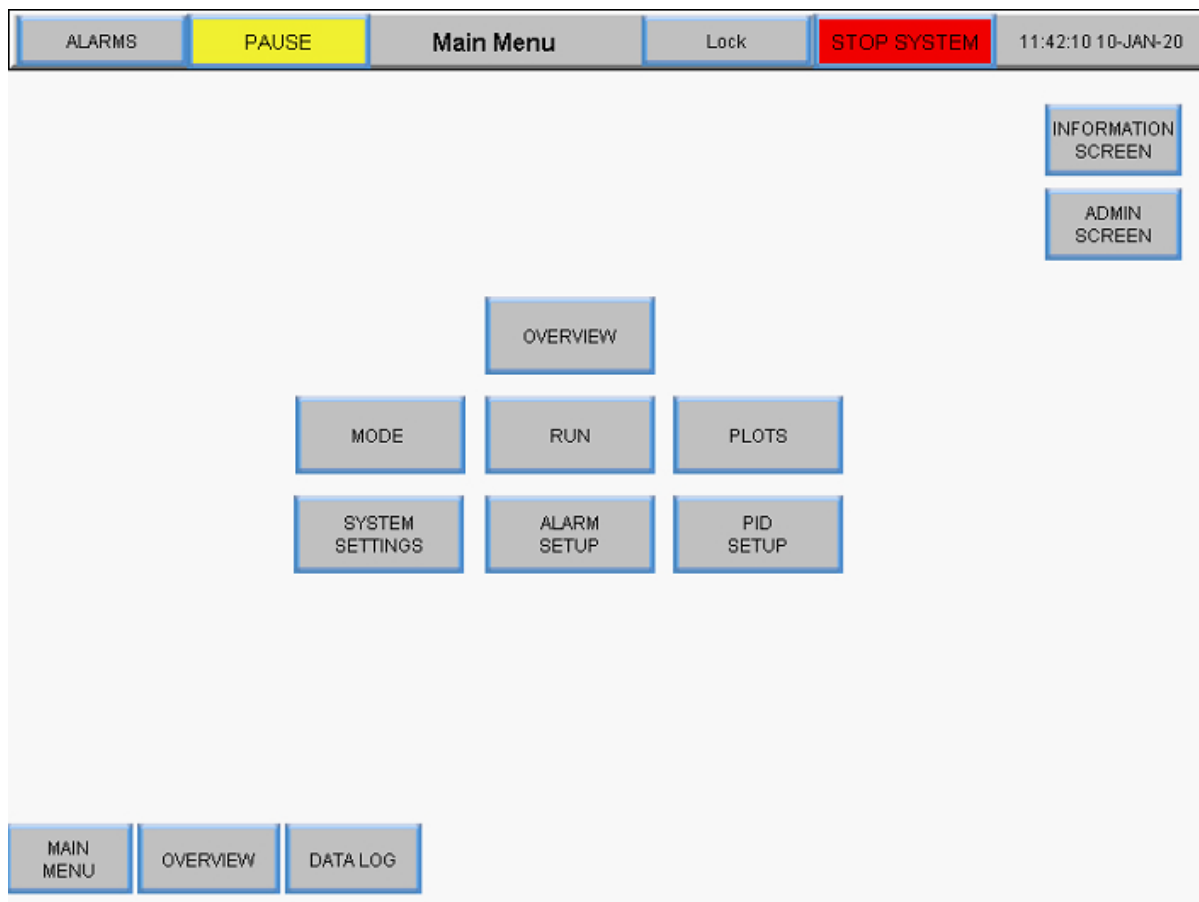 ALARMS PAUSE Main Menu Lock STOP SYSTEM 11:42:10 10-JAN-20
INFORMATION
SCREEN
ADMIN
SCREEN
OVERVIEW
MODE RUN PLOTS
SYSTEM
SETTINGS
ALARM
SETUP
PID
SETUP
MAIN
MENU
OVERVIEW
DATA LOG